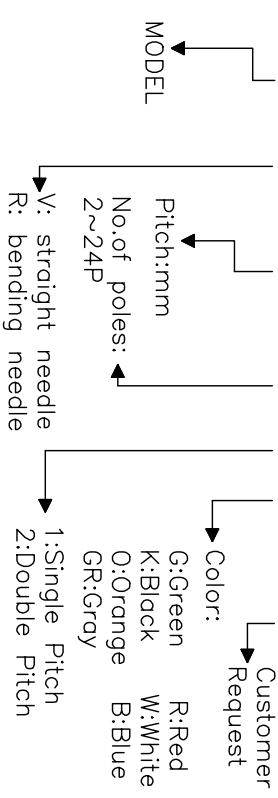 MODEL
Pitch:mm
No.of poles:
2~24P
V: straight needle
R: bending needle
Color:
G:Green R:Red
K:Black W:White
O:Orange B:Blue
GR:Gray
1:Single Pitch
2:Double Pitch
Customer
Request